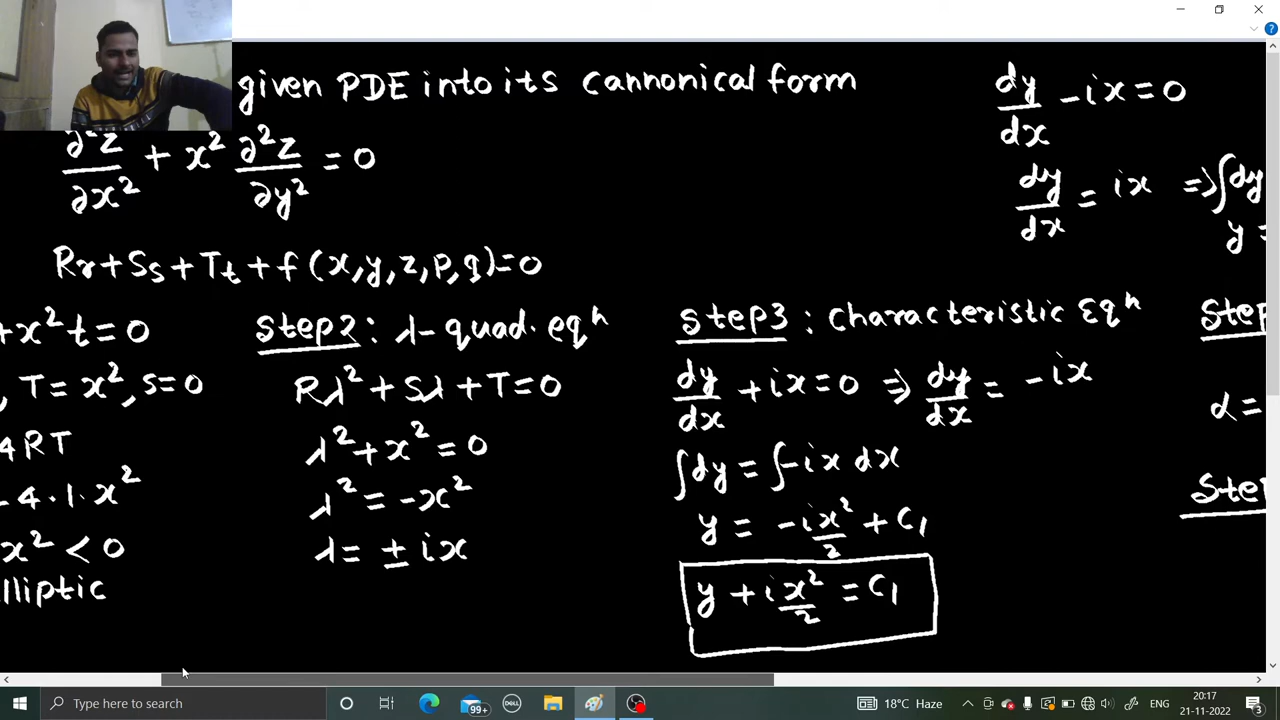 given PDE into its cannonical form
∂²z/∂x² + x² ∂²z/∂y² = 0
Rr + Ss + Tt + f(x,y,z,p,q)=0
+x²t=0
, T=x², s=0
4RT
-4.1.x²
x² < 0
lliptic
step2: λ-quad. eqⁿ
Rλ² + Sλ + T=0
λ² + x² = 0
λ² = -x²
λ = ± ix
dy/dx - ix = 0
dy/dx = ix => ∫dy
y =
step3 : characteristic Eqⁿ
dy/dx + ix = 0 => dy/dx = -ix
∫dy = ∫-ix dx
y = -ix²/2 + C₁
y + ix²/2 = C₁
Step
α =
Ste
Type here to search
99+
DELL
18°C Haze
ENG
20:17
21-11-2022
3